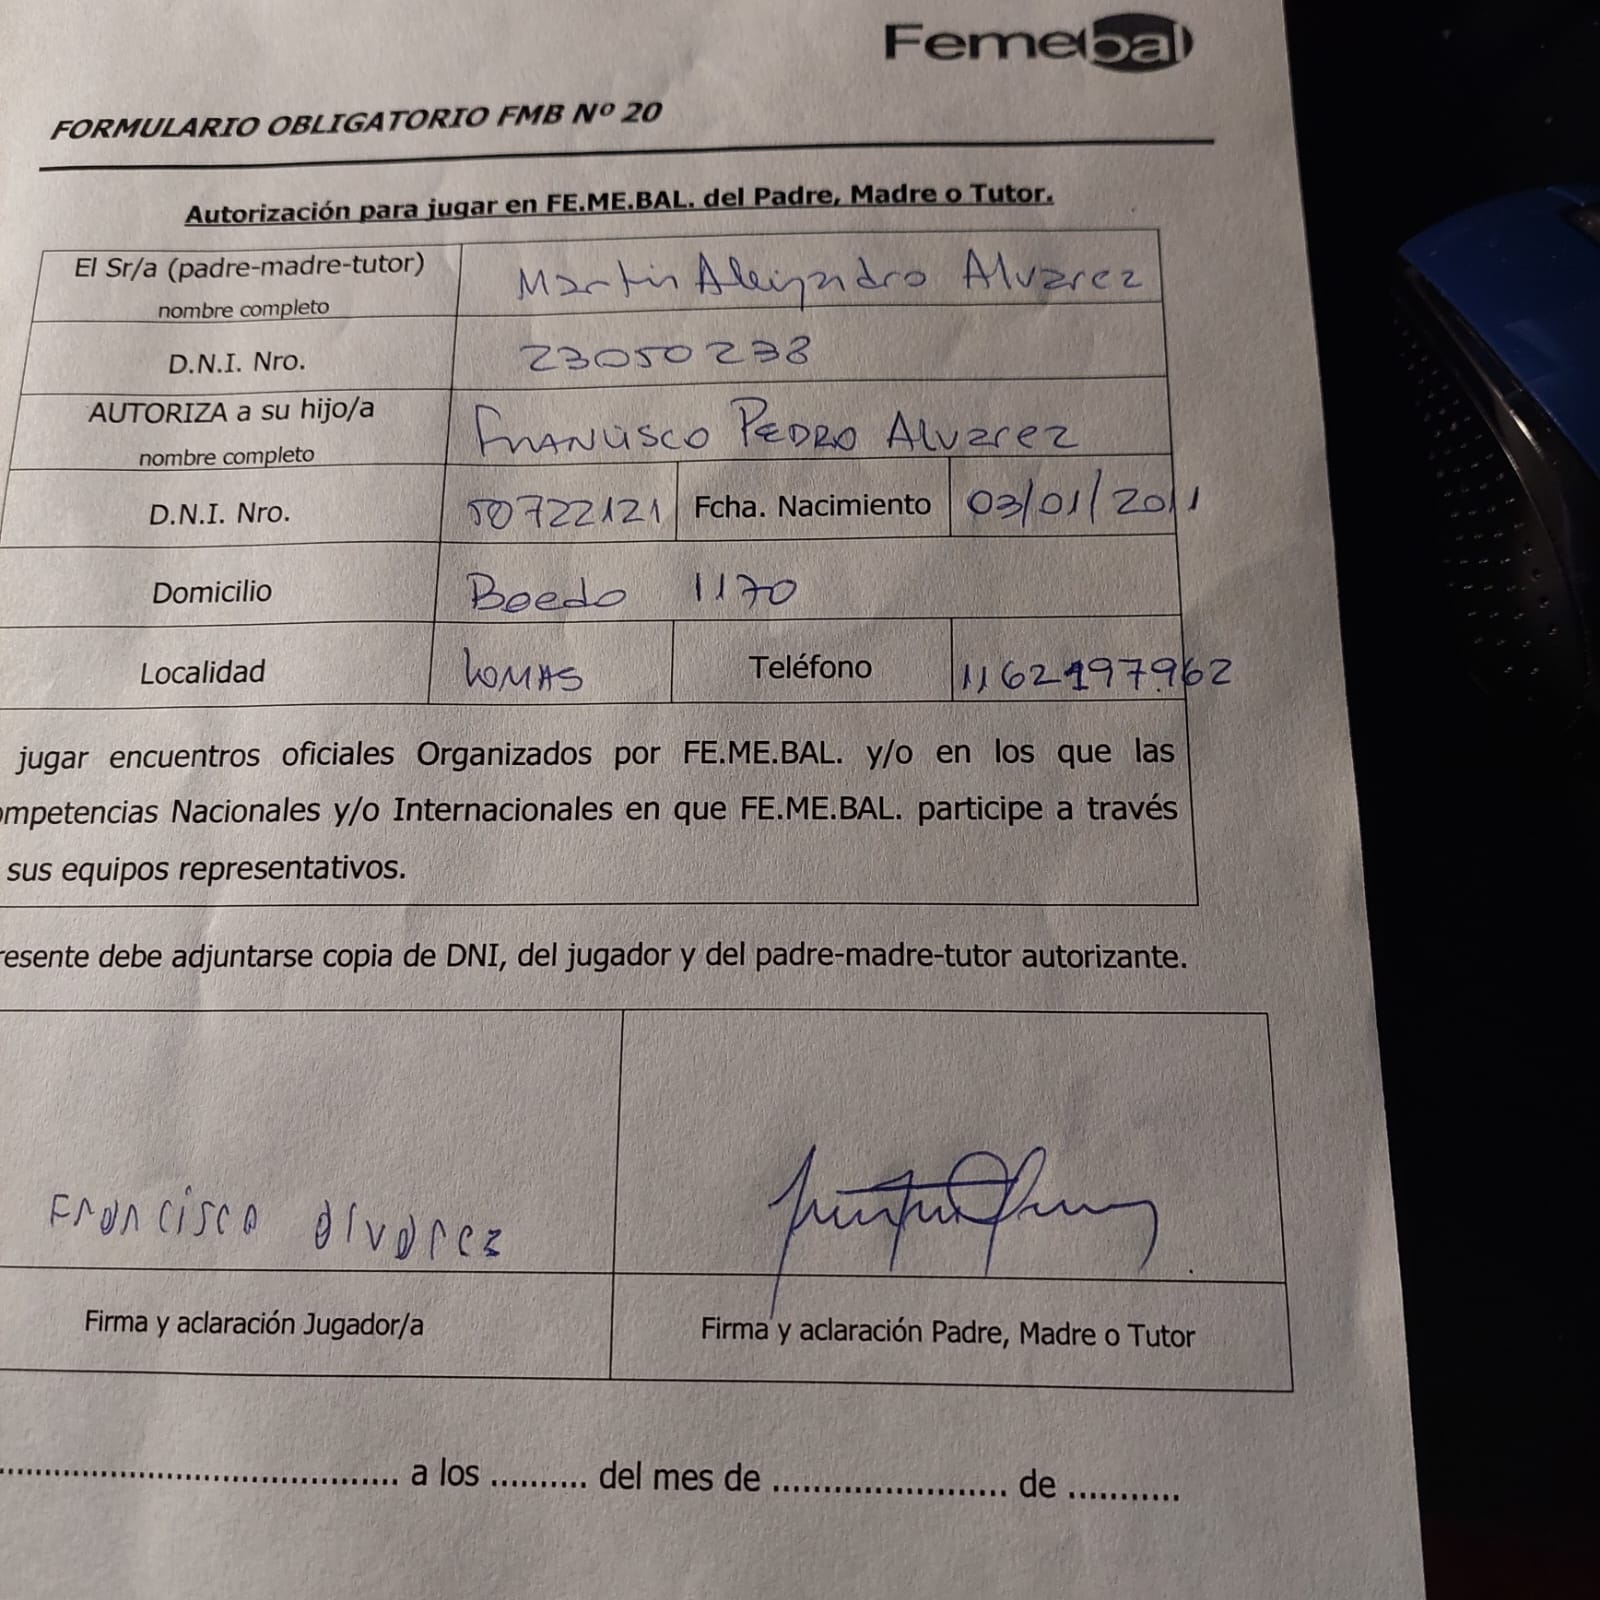 Femebal
FORMULARIO OBLIGATORIO FMB Nº 20
Autorización para jugar en FE.ME.BAL. del Padre, Madre o Tutor.
El Sr/a (padre-madre-tutor) Martin Alejandro Alvarez
nombre completo
D.N.I. Nro. 23050238
AUTORIZA a su hijo/a Francisco PEDRO Alvarez
nombre completo
D.N.I. Nro. 50722121 Fcha. Nacimiento 03/01/2011
Domicilio Boedo 1170
Localidad LOMAS Teléfono 1162197962
jugar encuentros oficiales Organizados por FE.ME.BAL. y/o en los que las
ompetencias Nacionales y/o Internacionales en que FE.ME.BAL. participe a través
sus equipos representativos.
resente debe adjuntarse copia de DNI, del jugador y del padre-madre-tutor autorizante.
Francisco alvarez
Firma y aclaración Jugador/a Firma y aclaración Padre, Madre o Tutor
........................................ a los .......... del mes de ........................ de ...........